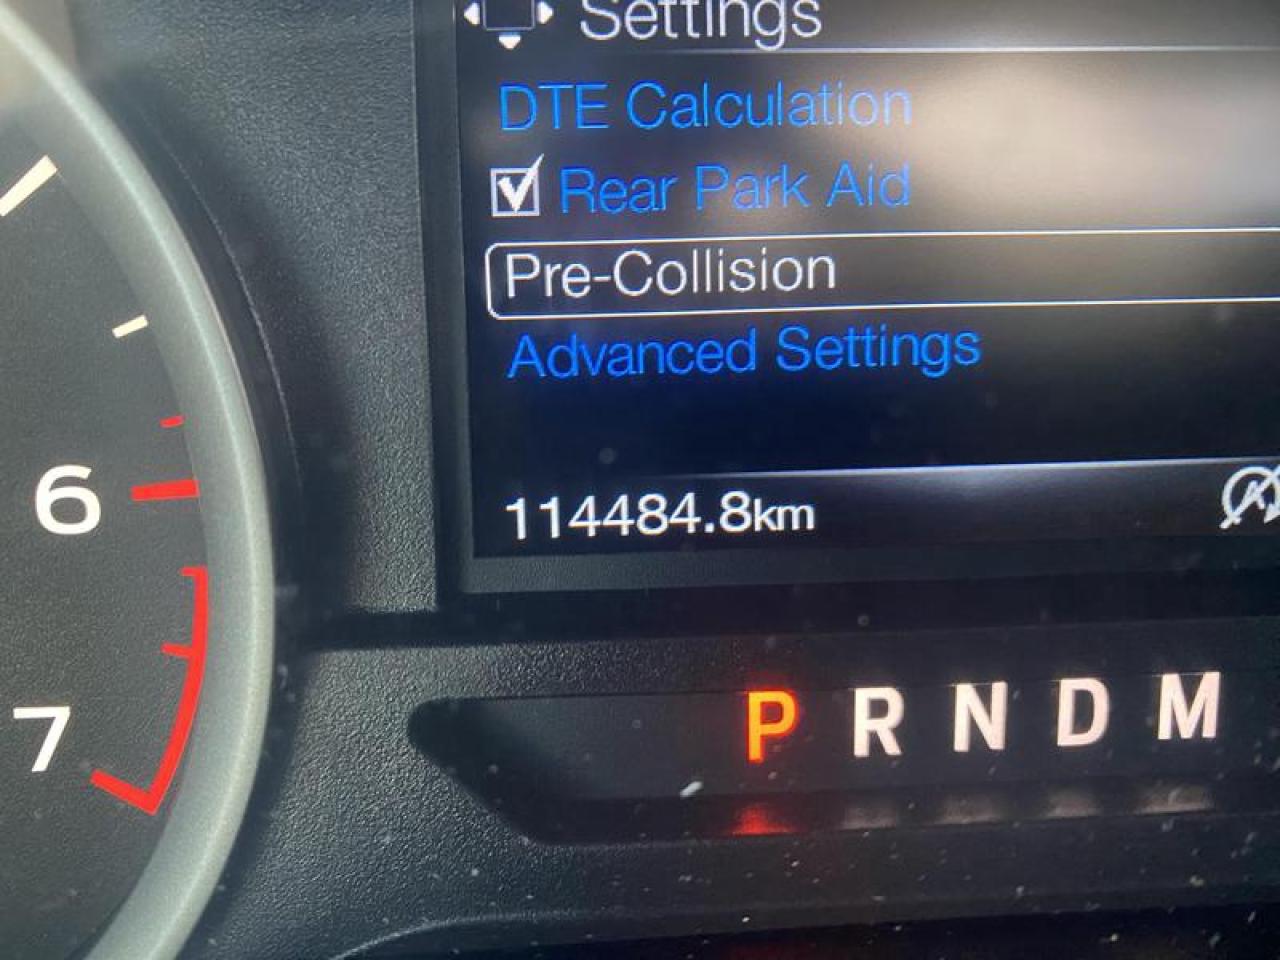 Settings
DTE Calculation
Rear Park Aid
Pre-Collision
Advanced Settings
6
114484.8km
7
P R N D M